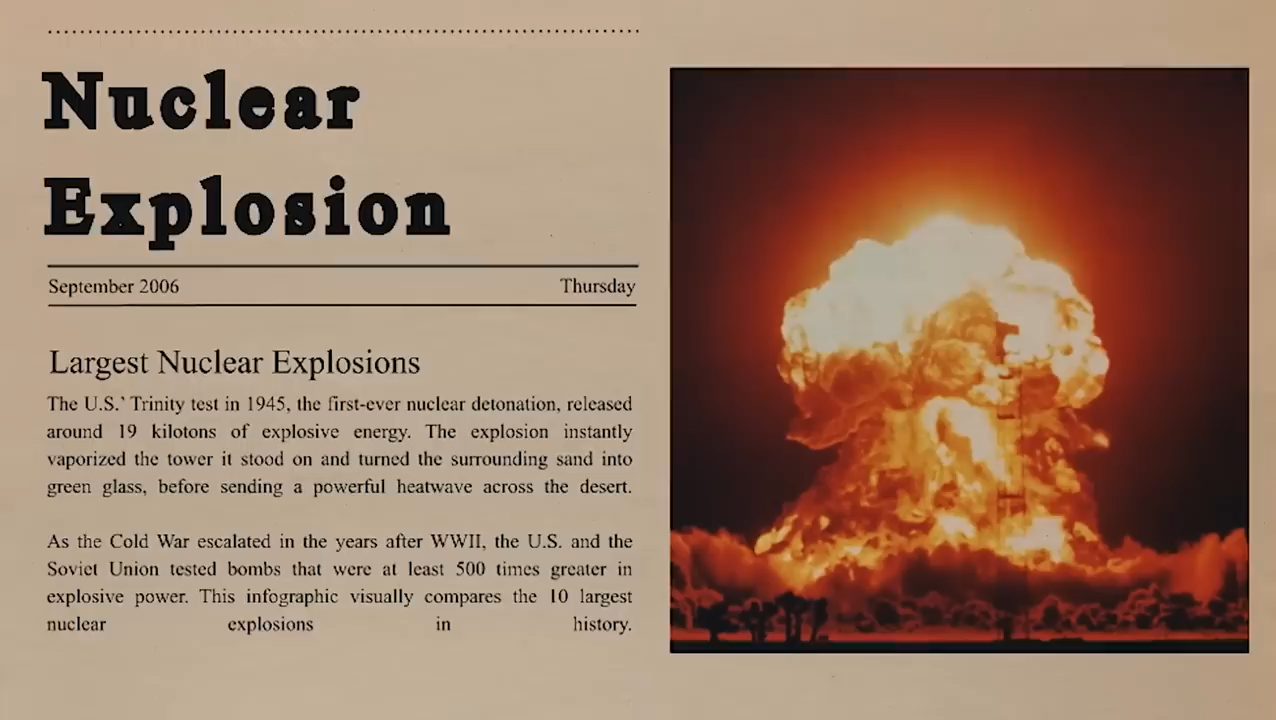 Nuclear
Explosion
September 2006 Thursday
Largest Nuclear Explosions
The U.S.’ Trinity test in 1945, the first-ever nuclear detonation, released
around 19 kilotons of explosive energy. The explosion instantly
vaporized the tower it stood on and turned the surrounding sand into
green glass, before sending a powerful heatwave across the desert.
As the Cold War escalated in the years after WWII, the U.S. and the
Soviet Union tested bombs that were at least 500 times greater in
explosive power. This infographic visually compares the 10 largest
nuclear explosions in history.